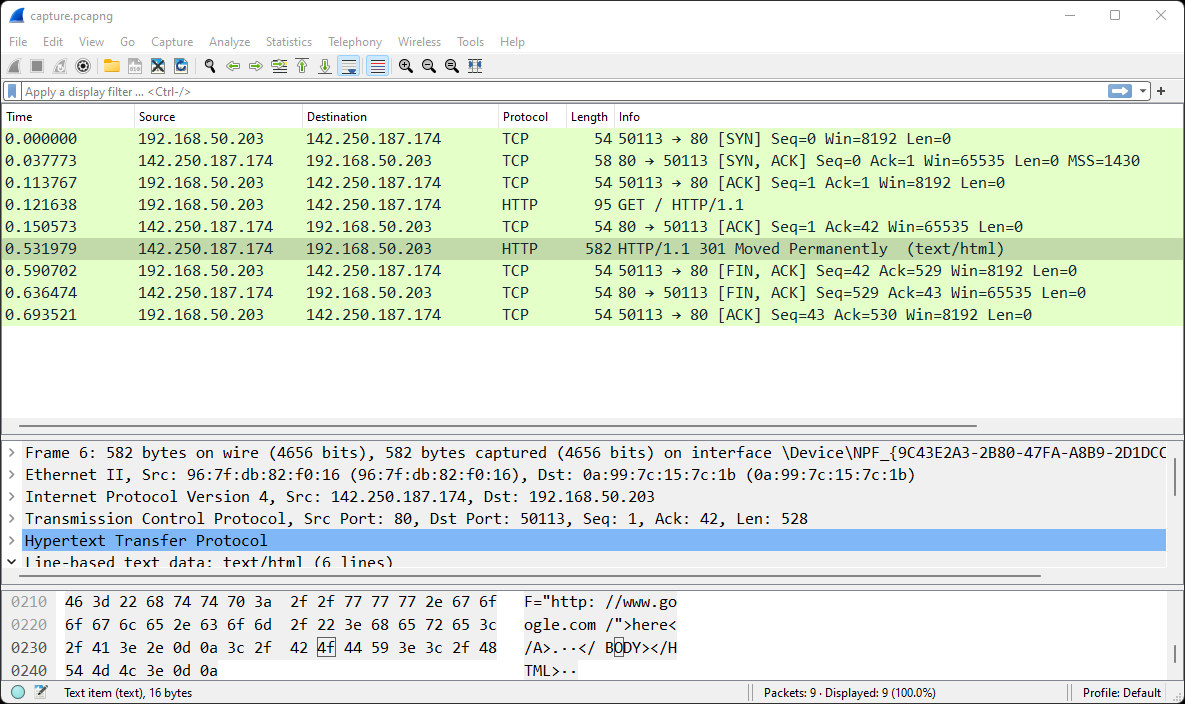 capture.pcapng
File Edit View Go Capture Analyze Statistics Telephony Wireless Tools Help
Apply a display filter ... <Ctrl-/>
Time Source Destination Protocol Length Info
0.000000 192.168.50.203 142.250.187.174 TCP 54 50113 → 80 [SYN] Seq=0 Win=8192 Len=0
0.037773 142.250.187.174 192.168.50.203 TCP 58 80 → 50113 [SYN, ACK] Seq=0 Ack=1 Win=65535 Len=0 MSS=1430
0.113767 192.168.50.203 142.250.187.174 TCP 54 50113 → 80 [ACK] Seq=1 Ack=1 Win=8192 Len=0
0.121638 192.168.50.203 142.250.187.174 HTTP 95 GET / HTTP/1.1
0.150573 142.250.187.174 192.168.50.203 TCP 54 80 → 50113 [ACK] Seq=1 Ack=42 Win=65535 Len=0
0.531979 142.250.187.174 192.168.50.203 HTTP 582 HTTP/1.1 301 Moved Permanently (text/html)
0.590702 192.168.50.203 142.250.187.174 TCP 54 50113 → 80 [FIN, ACK] Seq=42 Ack=529 Win=8192 Len=0
0.636474 142.250.187.174 192.168.50.203 TCP 54 80 → 50113 [FIN, ACK] Seq=529 Ack=43 Win=65535 Len=0
0.693521 192.168.50.203 142.250.187.174 TCP 54 50113 → 80 [ACK] Seq=43 Ack=530 Win=8192 Len=0
Frame 6: 582 bytes on wire (4656 bits), 582 bytes captured (4656 bits) on interface \Device\NPF_{9C43E2A3-2B80-47FA-A8B9-2D1DCC
Ethernet II, Src: 96:7f:db:82:f0:16 (96:7f:db:82:f0:16), Dst: 0a:99:7c:15:7c:1b (0a:99:7c:15:7c:1b)
Internet Protocol Version 4, Src: 142.250.187.174, Dst: 192.168.50.203
Transmission Control Protocol, Src Port: 80, Dst Port: 50113, Seq: 1, Ack: 42, Len: 528
Hypertext Transfer Protocol
Line-based text data: text/html (6 lines)
0210 46 3d 22 68 74 74 70 3a 2f 2f 77 77 77 2e 67 6f F="http: //www.go
0220 6f 67 6c 65 2e 63 6f 6d 2f 22 3e 68 65 72 65 3c ogle.com /">here<
0230 2f 41 3e 2e 0d 0a 3c 2f 42 4f 44 59 3e 3c 2f 48 /A>.··</ BODY></H
0240 54 4d 4c 3e 0d 0a TML>··
Text item (text), 16 bytes Packets: 9 · Displayed: 9 (100.0%) Profile: Default